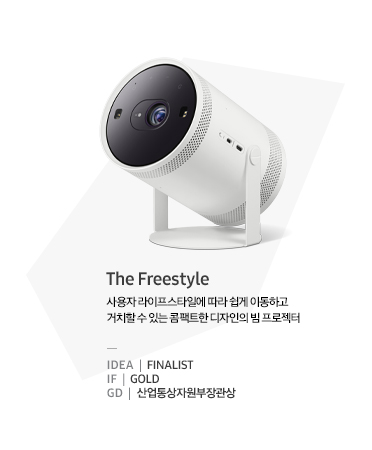 The Freestyle
사용자 라이프스타일에 따라 쉽게 이동하고
거치할 수 있는 콤팩트한 디자인의 빔 프로젝터
IDEA | FINALIST
IF | GOLD
GD | 산업통상자원부장관상